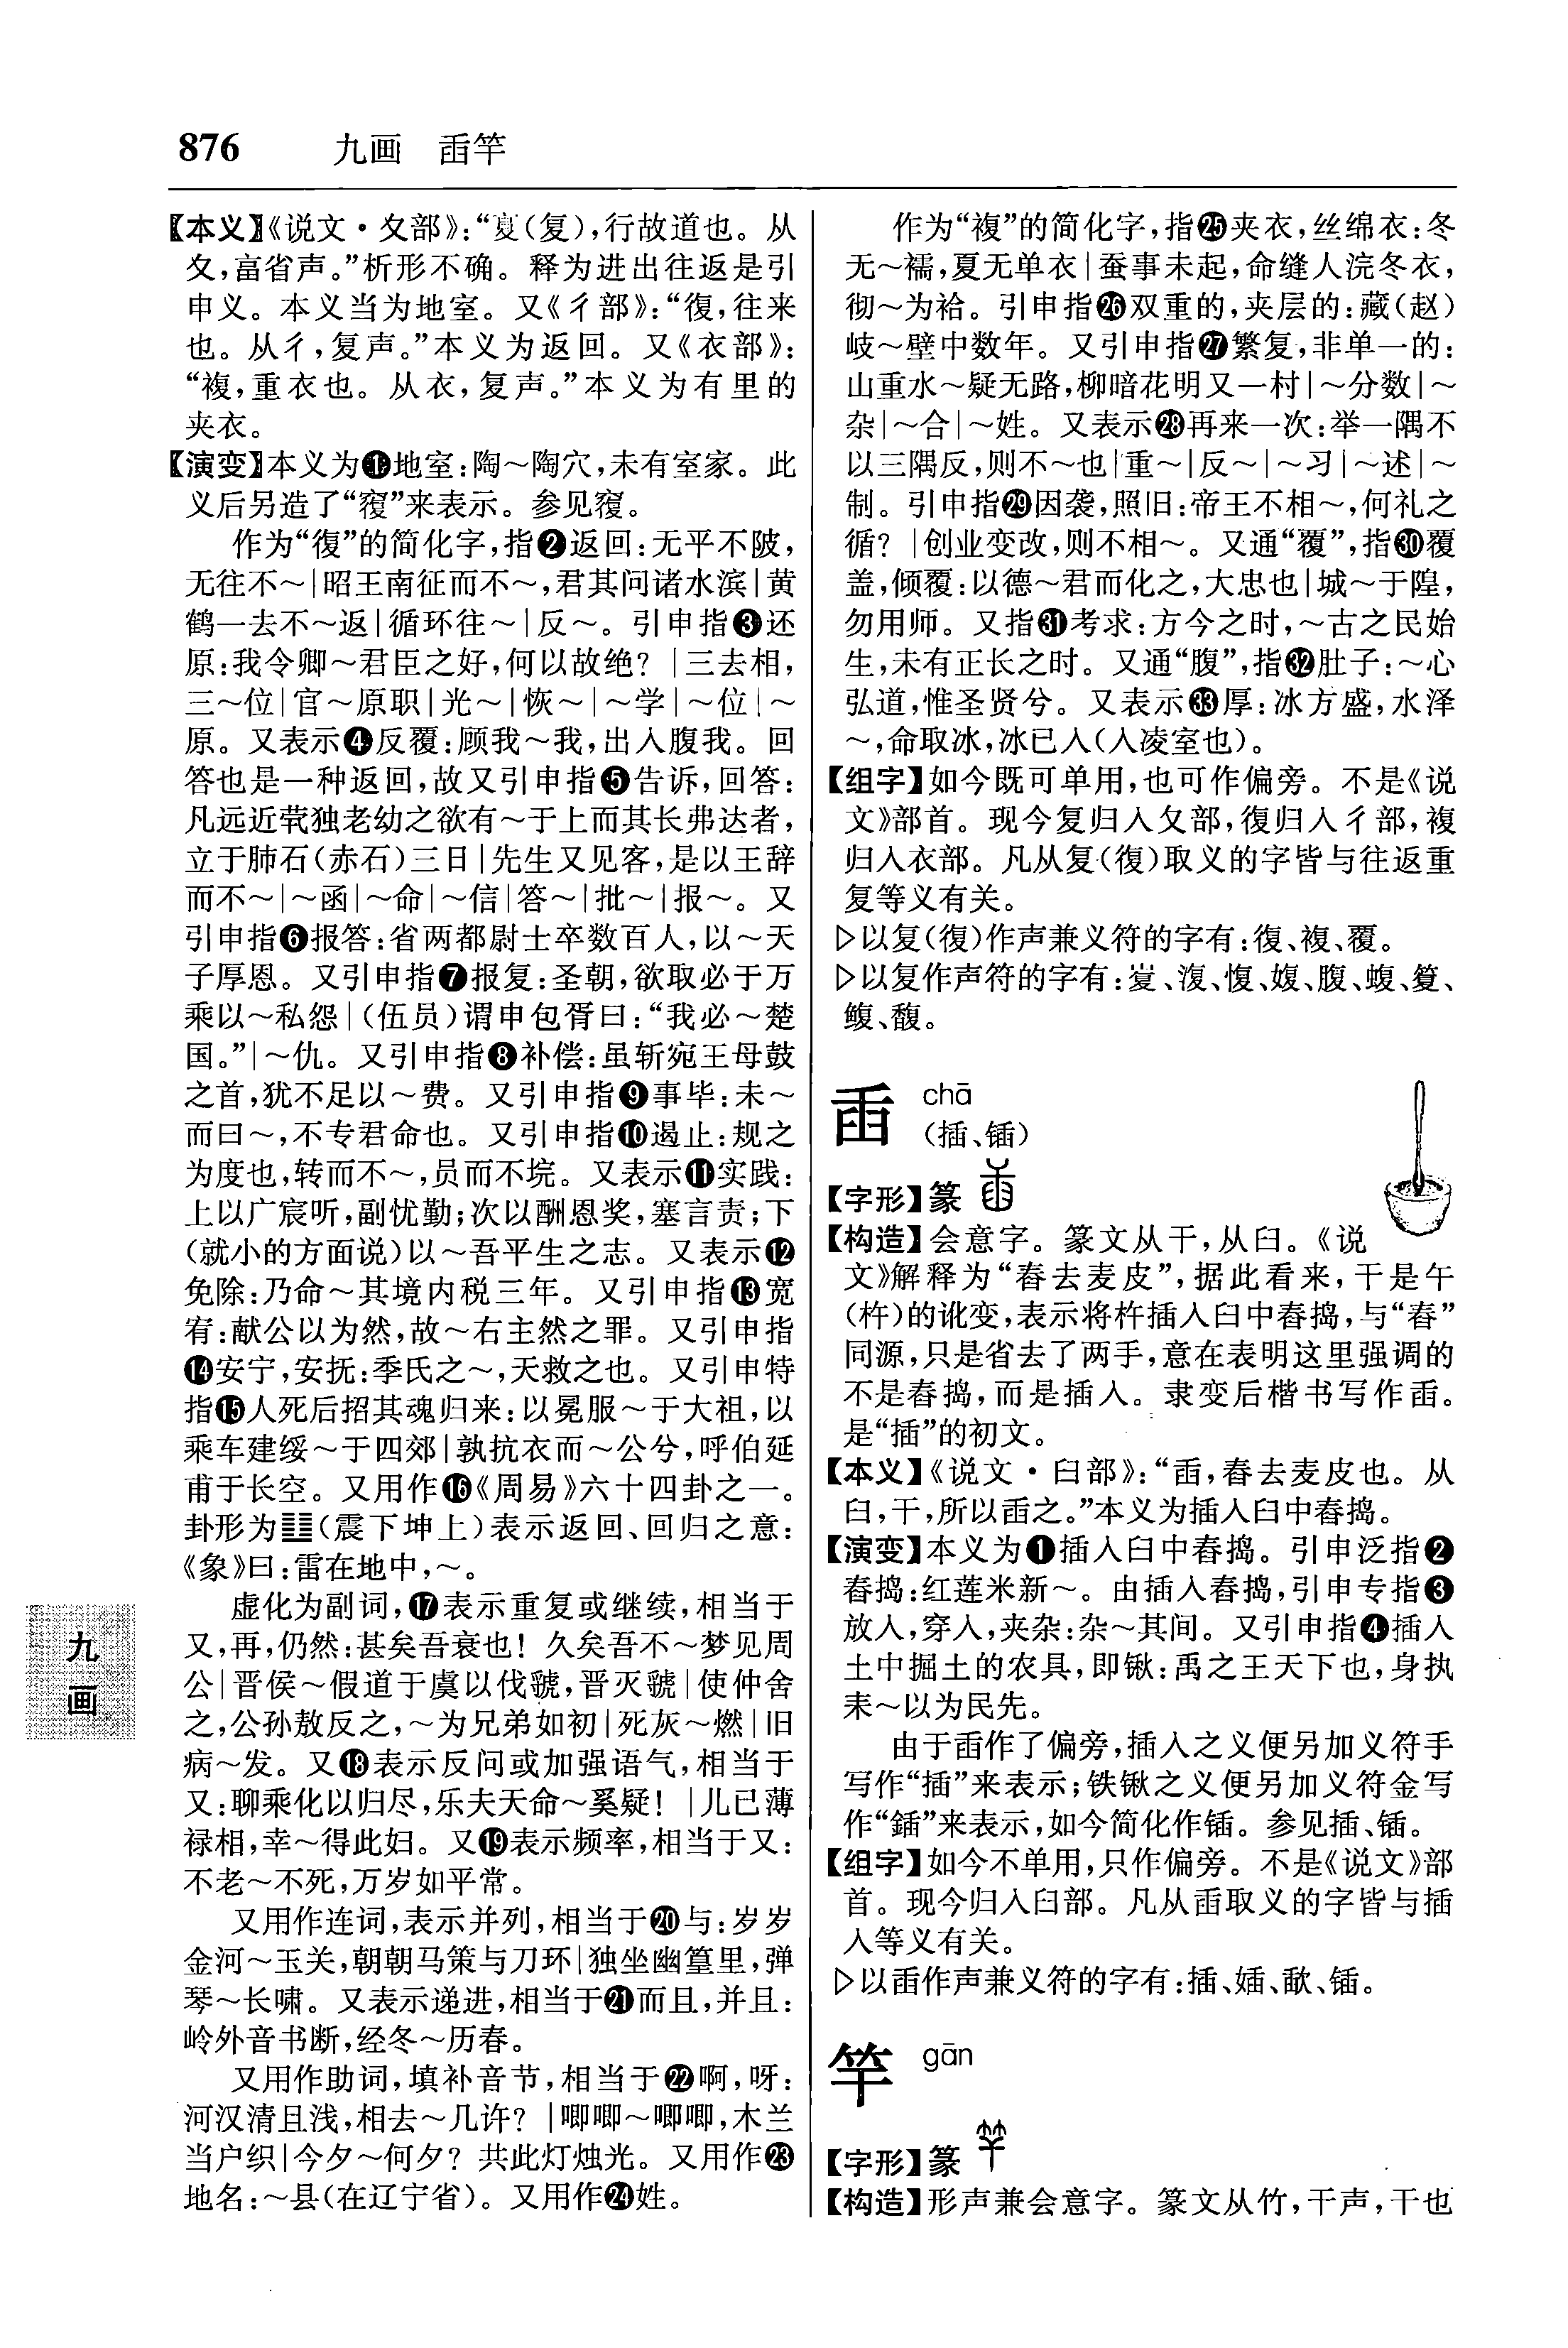 876 九画 臿竿
【本义】《说文·夊部》:“夏(复),行故道也。从
夊,畐省声。”析形不确。释为进出往返是引
申义。本义当为地室。又《彳部》:“復,往来
也。从彳,复声。”本义为返回。又《衣部》:
“複,重衣也。从衣,复声。”本义为有里的
夹衣。
【演变】本义为❶地室:陶～陶穴,未有室家。此
义后另造了“覆”来表示。参见覆。
作为“復”的简化字,指❷返回:无平不陂,
无往不～|昭王南征而不～,君其问诸水滨|黄
鹤一去不～返|循环往～|反～。引申指❸还
原:我令卿～君臣之好,何以故绝? |三去相,
三～位|官～原职|光～|恢～|～学|～位|～
原。又表示❹反覆:顾我～我,出入腹我。回
答也是一种返回,故又引申指❺告诉,回答:
凡远近茕独老幼之欲有～于上而其长弗达者,
立于肺石(赤石)三日|先生又见客,是以王辞
而不～|～函|～命|～信|答～|批～|报～。又
引申指❻报答:省两都尉士卒数百人,以～天
子厚恩。又引申指❼报复:圣朝,欲取必于万
乘以～私怨|(伍员)谓申包胥曰:“我必～楚
国。”|～仇。又引申指❽补偿:虽斩宛王母鼓
之首,犹不足以～费。又引申指❾事毕:未～
而曰～,不专君命也。又引申指❿遏止:规之
为度也,转而不～,员而不垸。又表示⓫实践:
上以广宸听,副忧勤;次以酬恩奖,塞言责;下
(就小的方面说)以～吾平生之志。又表示⓬
免除:乃命～其境内税三年。又引申指⓭宽
宥:献公以为然,故～右主然之罪。又引申指
⓮安宁,安抚:季氏之～,天救之也。又引申特
指⓯人死后招其魂归来:以冕服～于大祖,以
乘车建绥～于四郊|孰抗衣而～公兮,呼伯延
甫于长空。又用作⓰《周易》六十四卦之一。
卦形为䷗(震下坤上)表示返回、回归之意:
《象》曰:雷在地中,～。
虚化为副词,⓱表示重复或继续,相当于
又,再,仍然:甚矣吾衰也! 久矣吾不～梦见周
公|晋侯～假道于虞以伐虢,晋灭虢|使仲舍
之,公孙敖反之,～为兄弟如初|死灰～燃|旧
病～发。又⓲表示反问或加强语气,相当于
又:聊乘化以归尽,乐夫天命～奚疑! |儿已薄
禄相,幸～得此妇。又⓳表示频率,相当于又:
不老～不死,万岁如平常。
又用作连词,表示并列,相当于⓴与:岁岁
金河～玉关,朝朝马策与刀环|独坐幽篁里,弹
琴～长啸。又表示递进,相当于㉑而且,并且:
岭外音书断,经冬～历春。
又用作助词,填补音节,相当于㉒啊,呀:
河汉清且浅,相去～几许? |唧唧～唧唧,木兰
当户织|今夕～何夕? 共此灯烛光。又用作㉓
地名:～县(在辽宁省)。又用作㉔姓。
作为“複”的简化字,指㉕夹衣,丝绵衣:冬
无～襦,夏无单衣|蚕事未起,命缝人浣冬衣,
彻～为袷。引申指㉖双重的,夹层的:藏(赵)
岐～壁中数年。又引申指㉗繁复,非单一的:
山重水～疑无路,柳暗花明又一村|～分数|～
杂|～合|～姓。又表示㉘再来一次:举一隅不
以三隅反,则不～也|重～|反～|～习|～述|～
制。引申指㉙因袭,照旧:帝王不相～,何礼之
循? |创业变改,则不相～。又通“覆”,指㉚覆
盖,倾覆:以德～君而化之,大忠也|城～于隍,
勿用师。又指㉛考求:方今之时,～古之民始
生,未有正长之时。又通“腹”,指㉜肚子:～心
弘道,惟圣贤兮。又表示㉝厚:冰方盛,水泽
～,命取冰,冰已入(入凌室也)。
【组字】如今既可单用,也可作偏旁。不是《说
文》部首。现今复归入夂部,復归入彳部,複
归入衣部。凡从复(復)取义的字皆与往返重
复等义有关。
▷以复(復)作声兼义符的字有:復、複、覆。
▷以复作声符的字有:、澓、愎、媍、腹、蝮、、
鳆、馥。
臿 chā
(插、锸)
【字形】篆
【构造】会意字。篆文从干,从臼。《说
文》解释为“舂去麦皮”,据此看来,干是午
(杵)的讹变,表示将杵插入臼中舂捣,与“舂”
同源,只是省去了两手,意在表明这里强调的
不是舂捣,而是插入。隶变后楷书写作臿。
是“插”的初文。
【本义】《说文·臼部》:“臿,舂去麦皮也。从
臼,干,所以臿之。”本义为插入臼中舂捣。
【演变】本义为❶插入臼中舂捣。引申泛指❷
舂捣:红莲米新～。由插入舂捣,引申专指❸
放入,穿入,夹杂:杂～其间。又引申指❹插入
土中掘土的农具,即锹:禹之王天下也,身执
耒～以为民先。
由于臿作了偏旁,插入之义便另加义符手
写作“插”来表示;铁锹之义便另加义符金写
作“鍤”来表示,如今简化作锸。参见插、锸。
【组字】如今不单用,只作偏旁。不是《说文》部
首。现今归入臼部。凡从臿取义的字皆与插
入等义有关。
▷以臿作声兼义符的字有:插、婳、歃、锸。
竿 gān
【字形】篆
【构造】形声兼会意字。篆文从竹,干声,干也
九
画